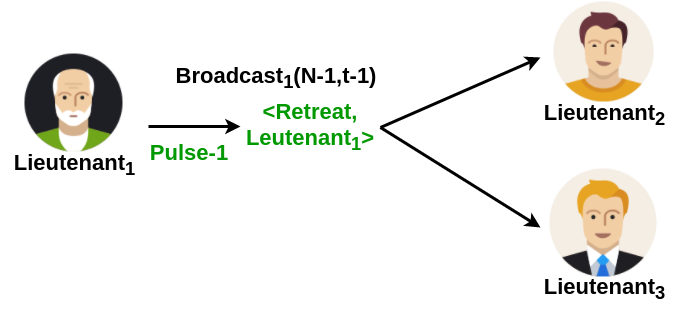 Broadcast₁(N-1,t-1)
<Retreat,
Leutenant₁>
Pulse-1
Lieutenant₁
Lieutenant₂
Lieutenant₃